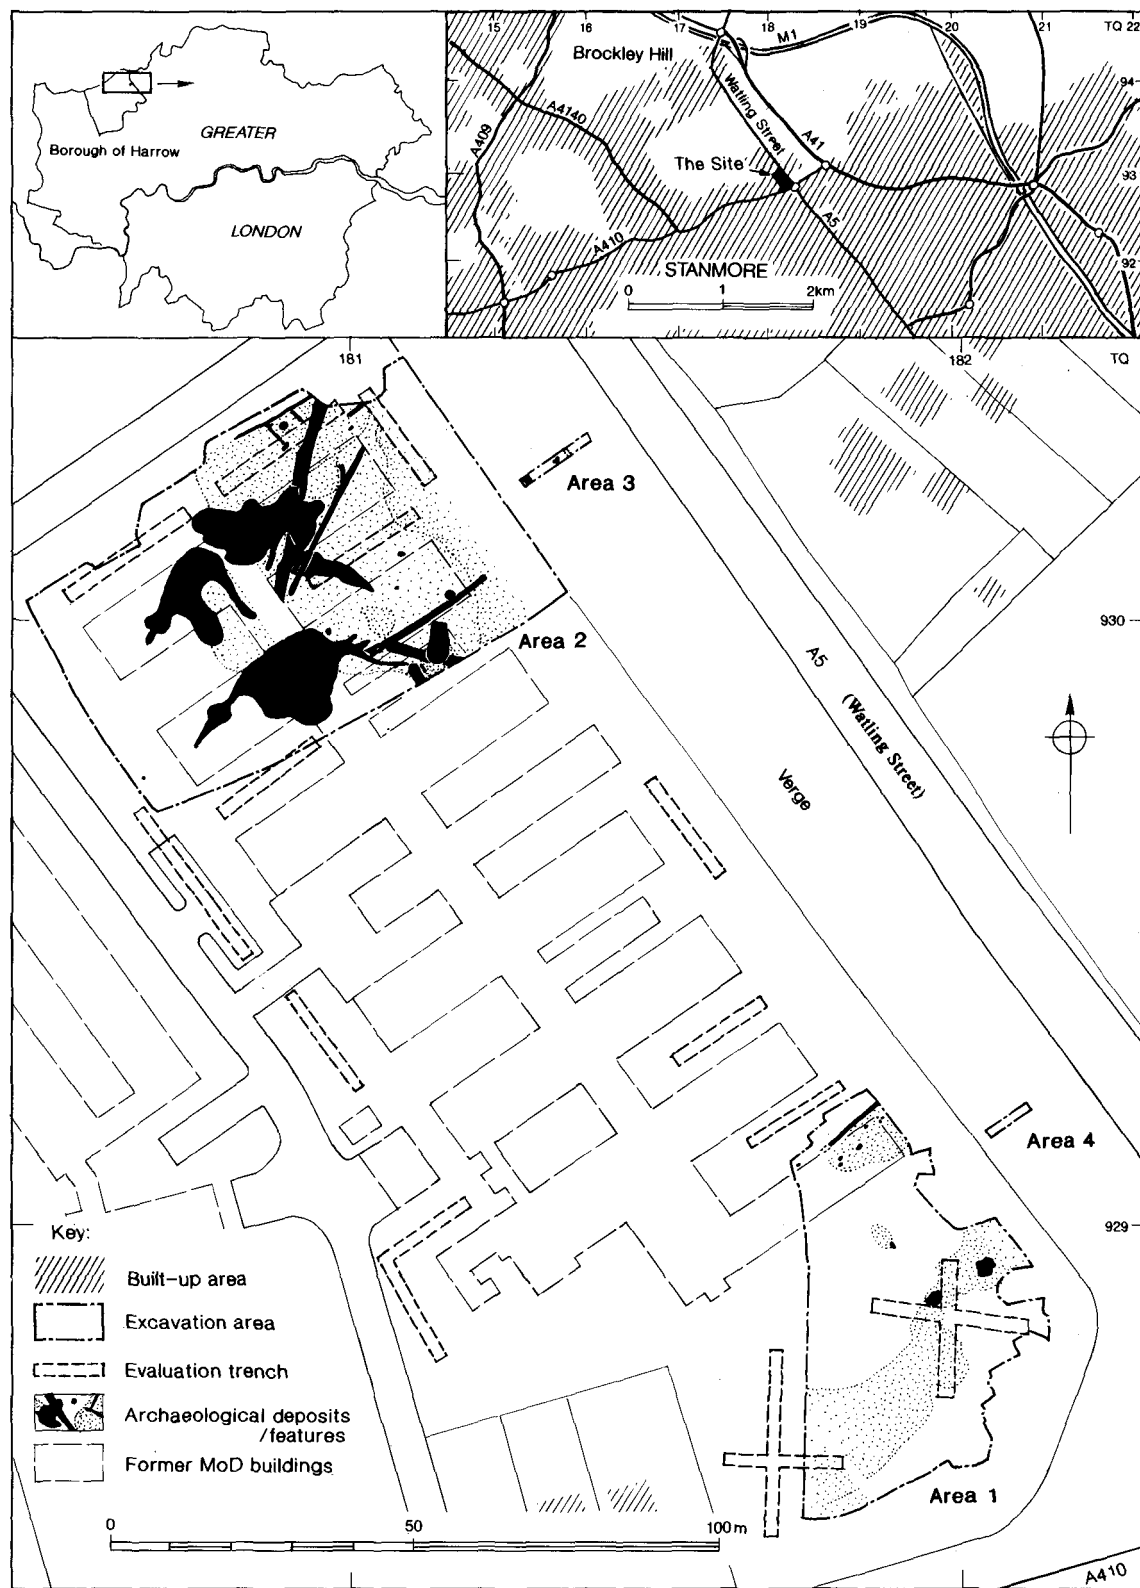 GREATER
Borough of Harrow
LONDON
15 16 17 18 19 20 21 TQ 22
Brockley Hill
M1
94
A409
A4140
Watling Street
A41
The Site
93
A5
A410
92
STANMORE
0 1 2km
181
182
TQ
Area 3
Area 2
930
A5
(Watling Street)
Verge
Area 4
929
Key:
Built-up area
Excavation area
Evaluation trench
Archaeological deposits
/features
Former MoD buildings
Area 1
0 50 100m
A410